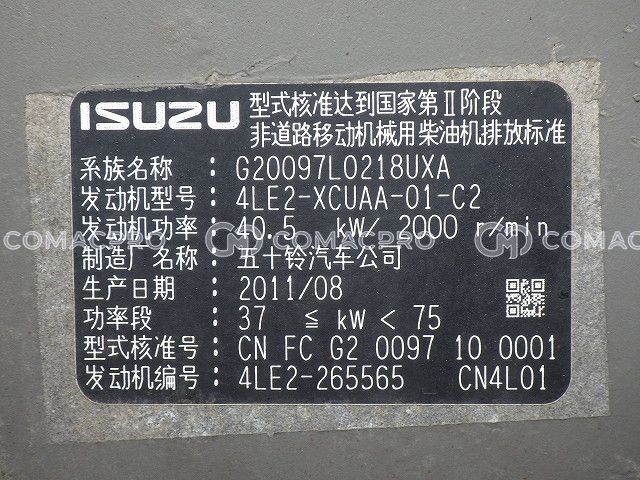 ISUZU
型式核准达到国家第Ⅱ阶段
非道路移动机械用柴油机排放标准
系族名称 : G20097L0218UXA
发动机型号: 4LE2-XCUAA-01-C2
发动机功率: 40.5 kW/ 2000 r/min
COMACPRO COMACPRO COMACPRO
制造厂名称: 五十铃汽车公司
生产日期 : 2011/08
功率段 : 37 ≦ kW < 75
型式核准号: CN FC G2 0097 10 0001
发动机编号: 4LE2-265565 CN4L01